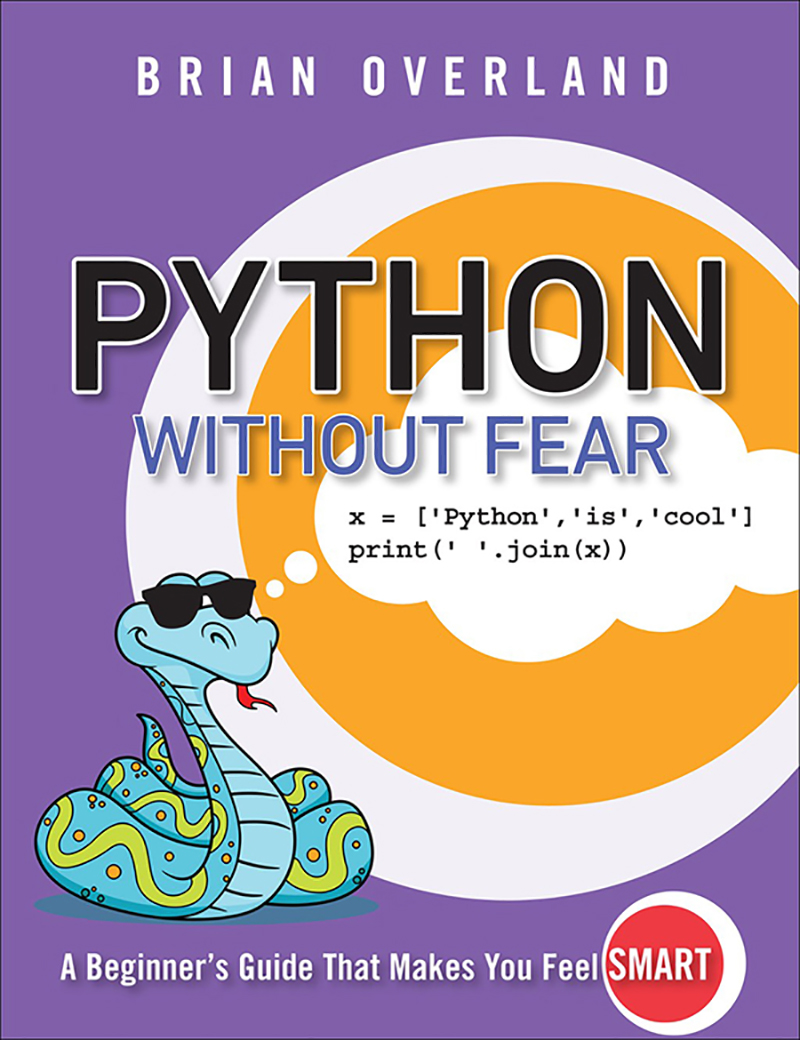 BRIAN OVERLAND
PYTHON
WITHOUT FEAR
x = ['Python','is','cool']
print(' '.join(x))
A Beginner's Guide That Makes You Feel SMART